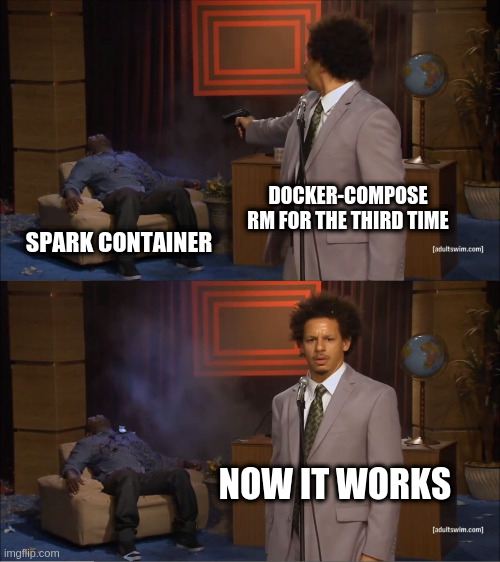 DOCKER-COMPOSE
RM FOR THE THIRD TIME
SPARK CONTAINER
[adultswim.com]
NOW IT WORKS
[adultswim.com]
imgflip.com